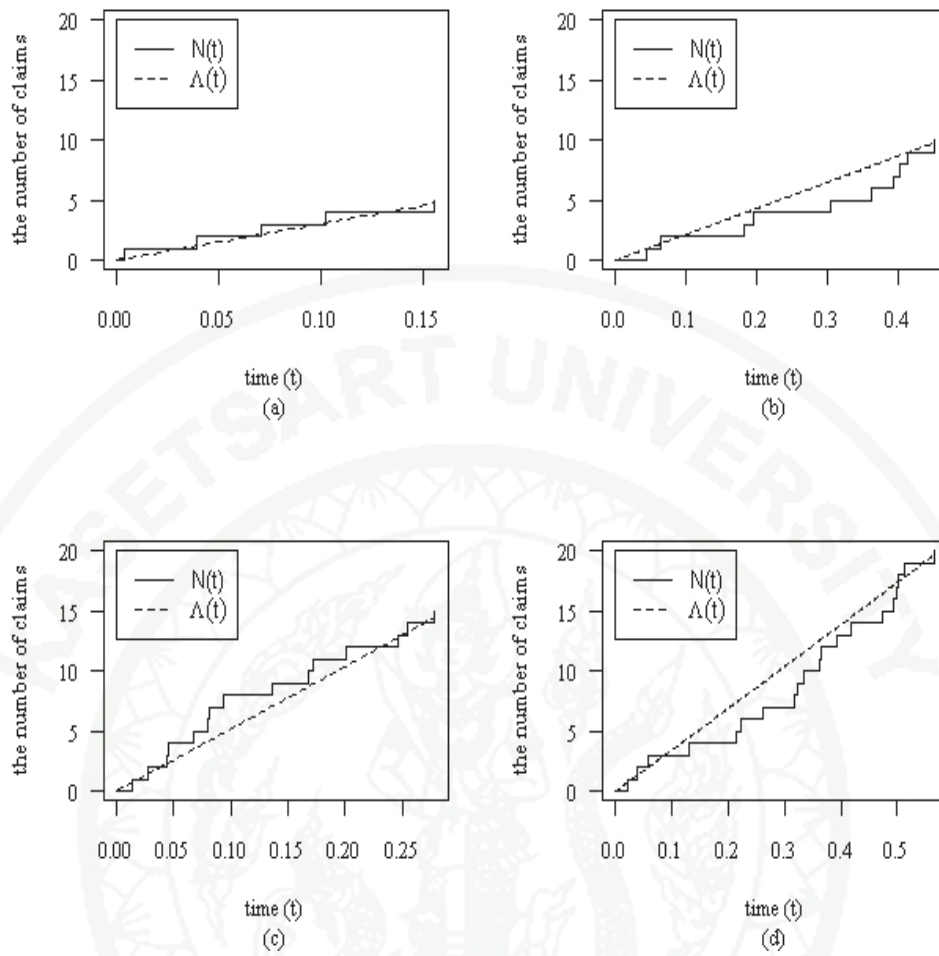 the number of claims
20
15
10
5
0
N(t)
Λ(t)
0.00 0.05 0.10 0.15
time (t)
(a)
the number of claims
20
15
10
5
0
N(t)
Λ(t)
0.0 0.1 0.2 0.3 0.4
time (t)
(b)
KASETSART UNIVERSITY
the number of claims
20
15
10
5
0
N(t)
Λ(t)
0.00 0.05 0.10 0.15 0.20 0.25
time (t)
(c)
the number of claims
20
15
10
5
0
N(t)
Λ(t)
0.0 0.1 0.2 0.3 0.4 0.5
time (t)
(d)